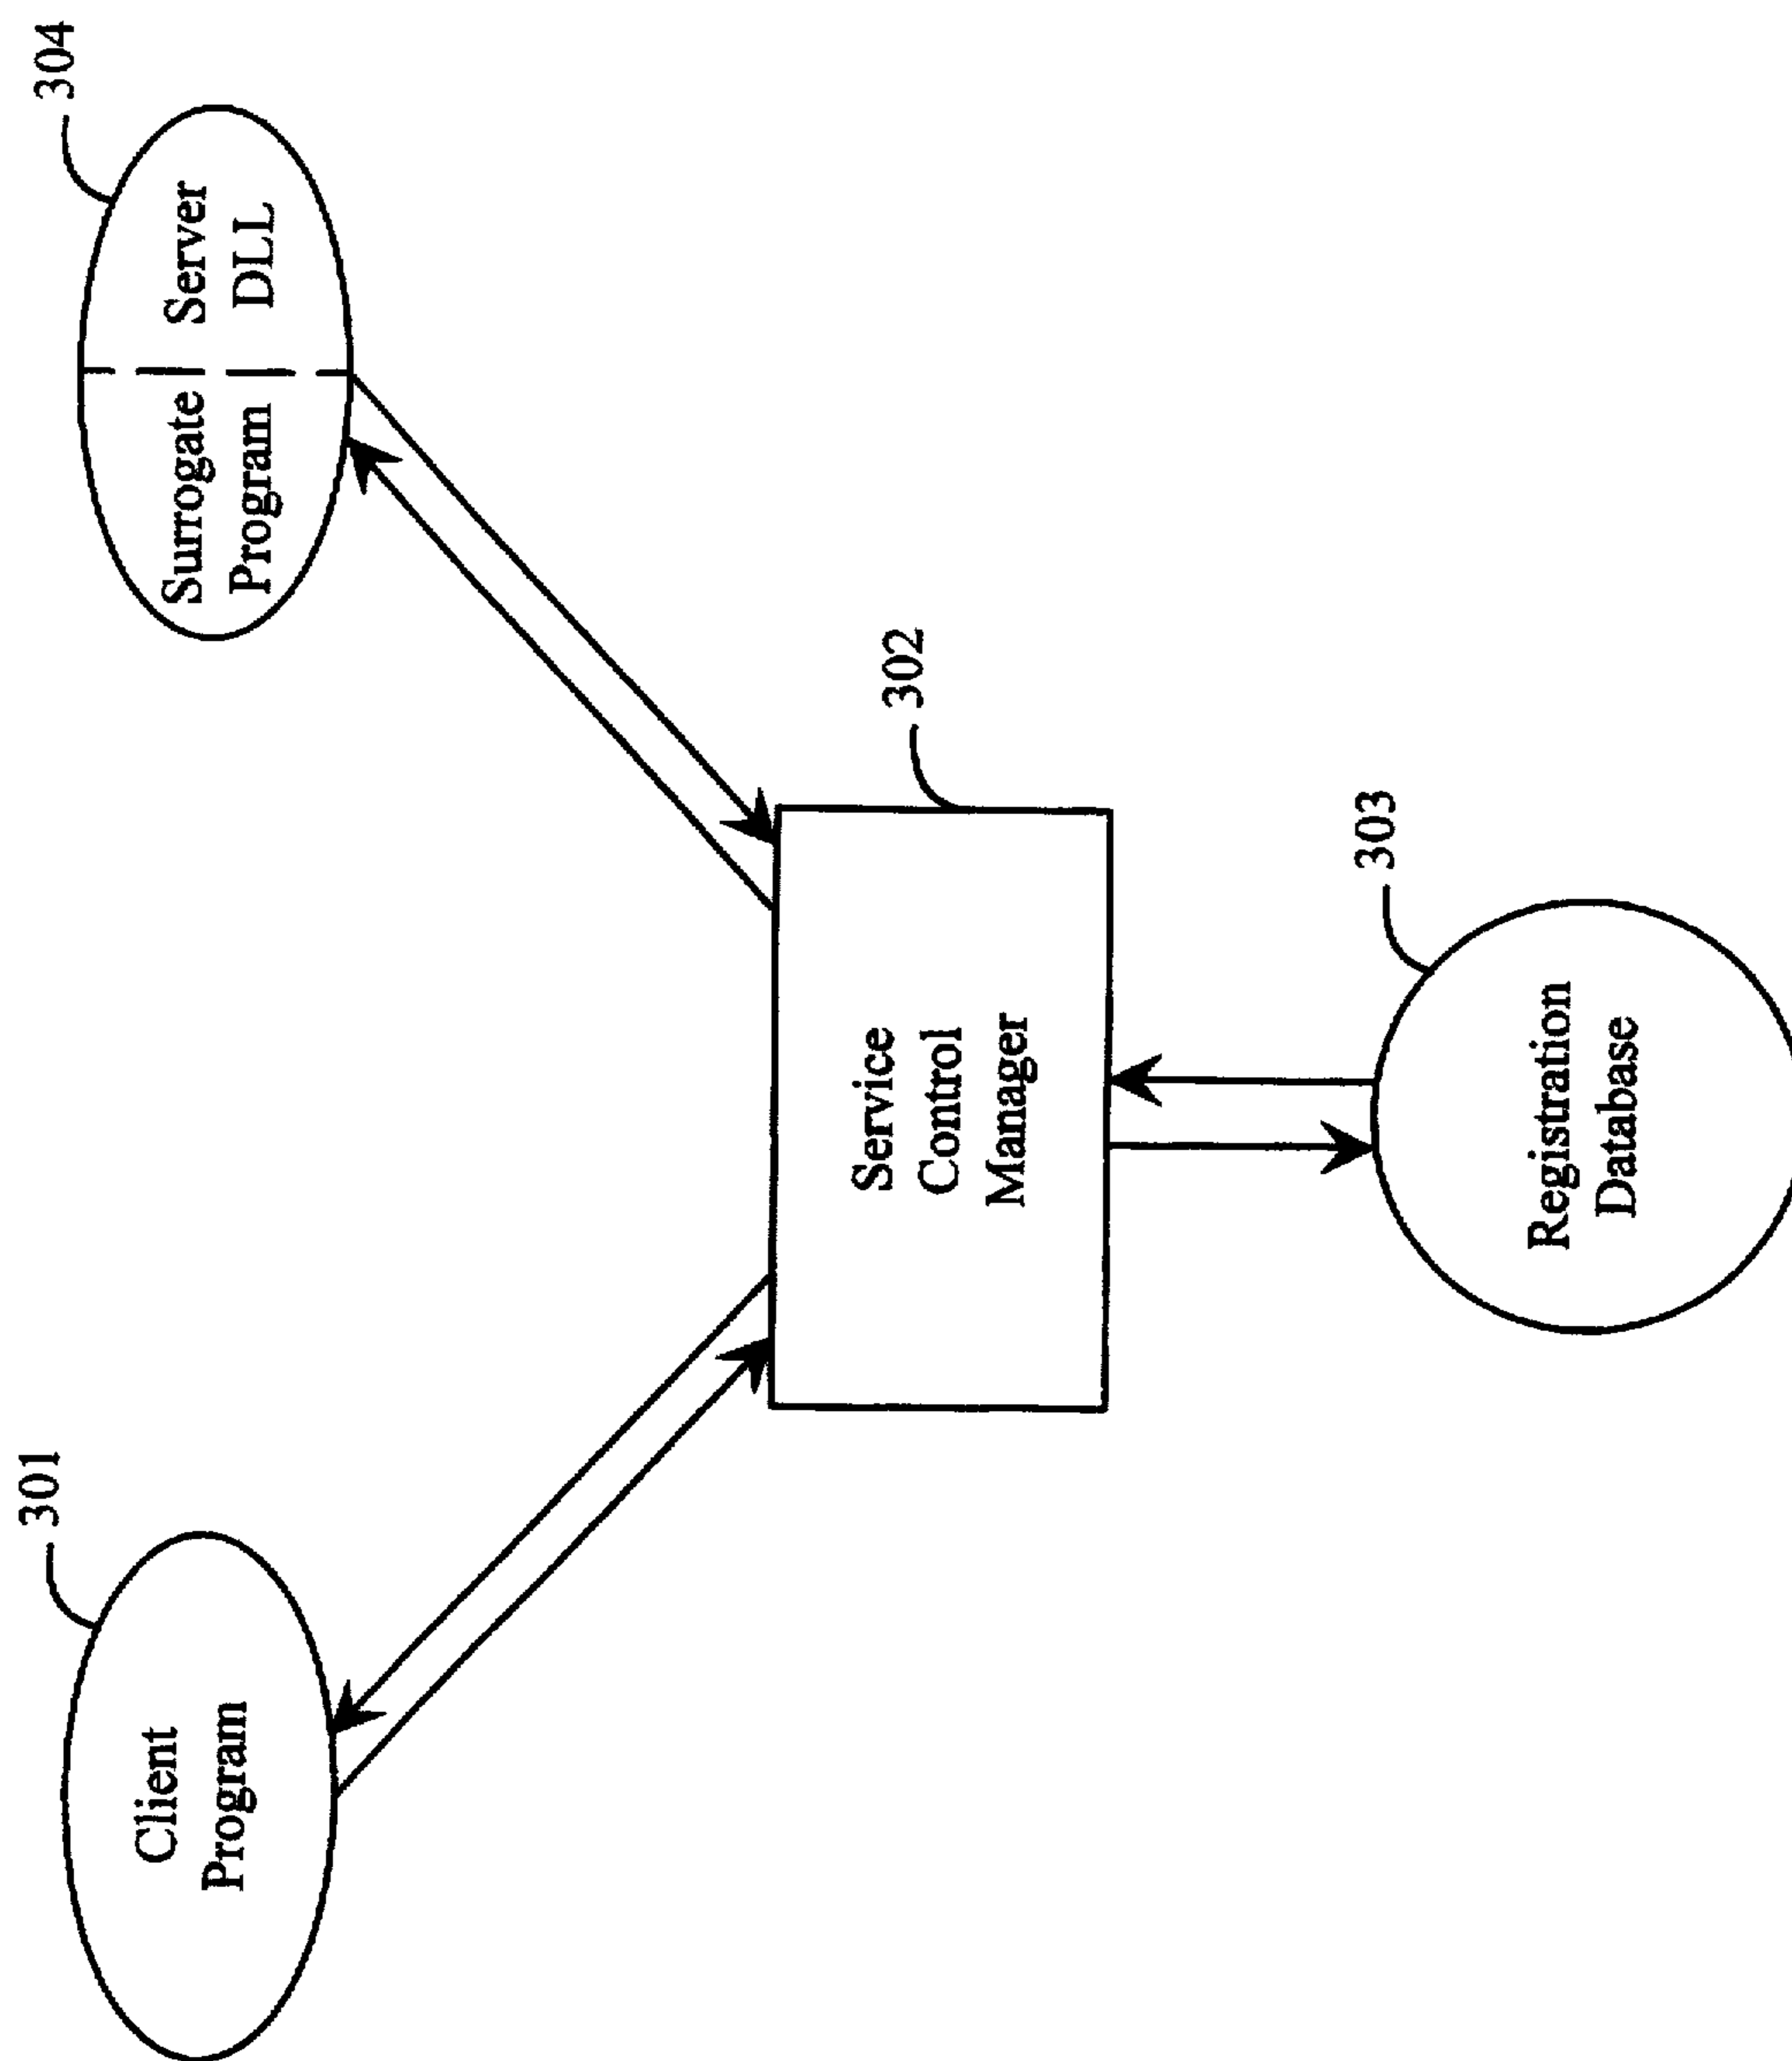 301
Client
Program
304
Surrogate
Program
Server
DLL
302
Service
Control
Manager
303
Registration
Database